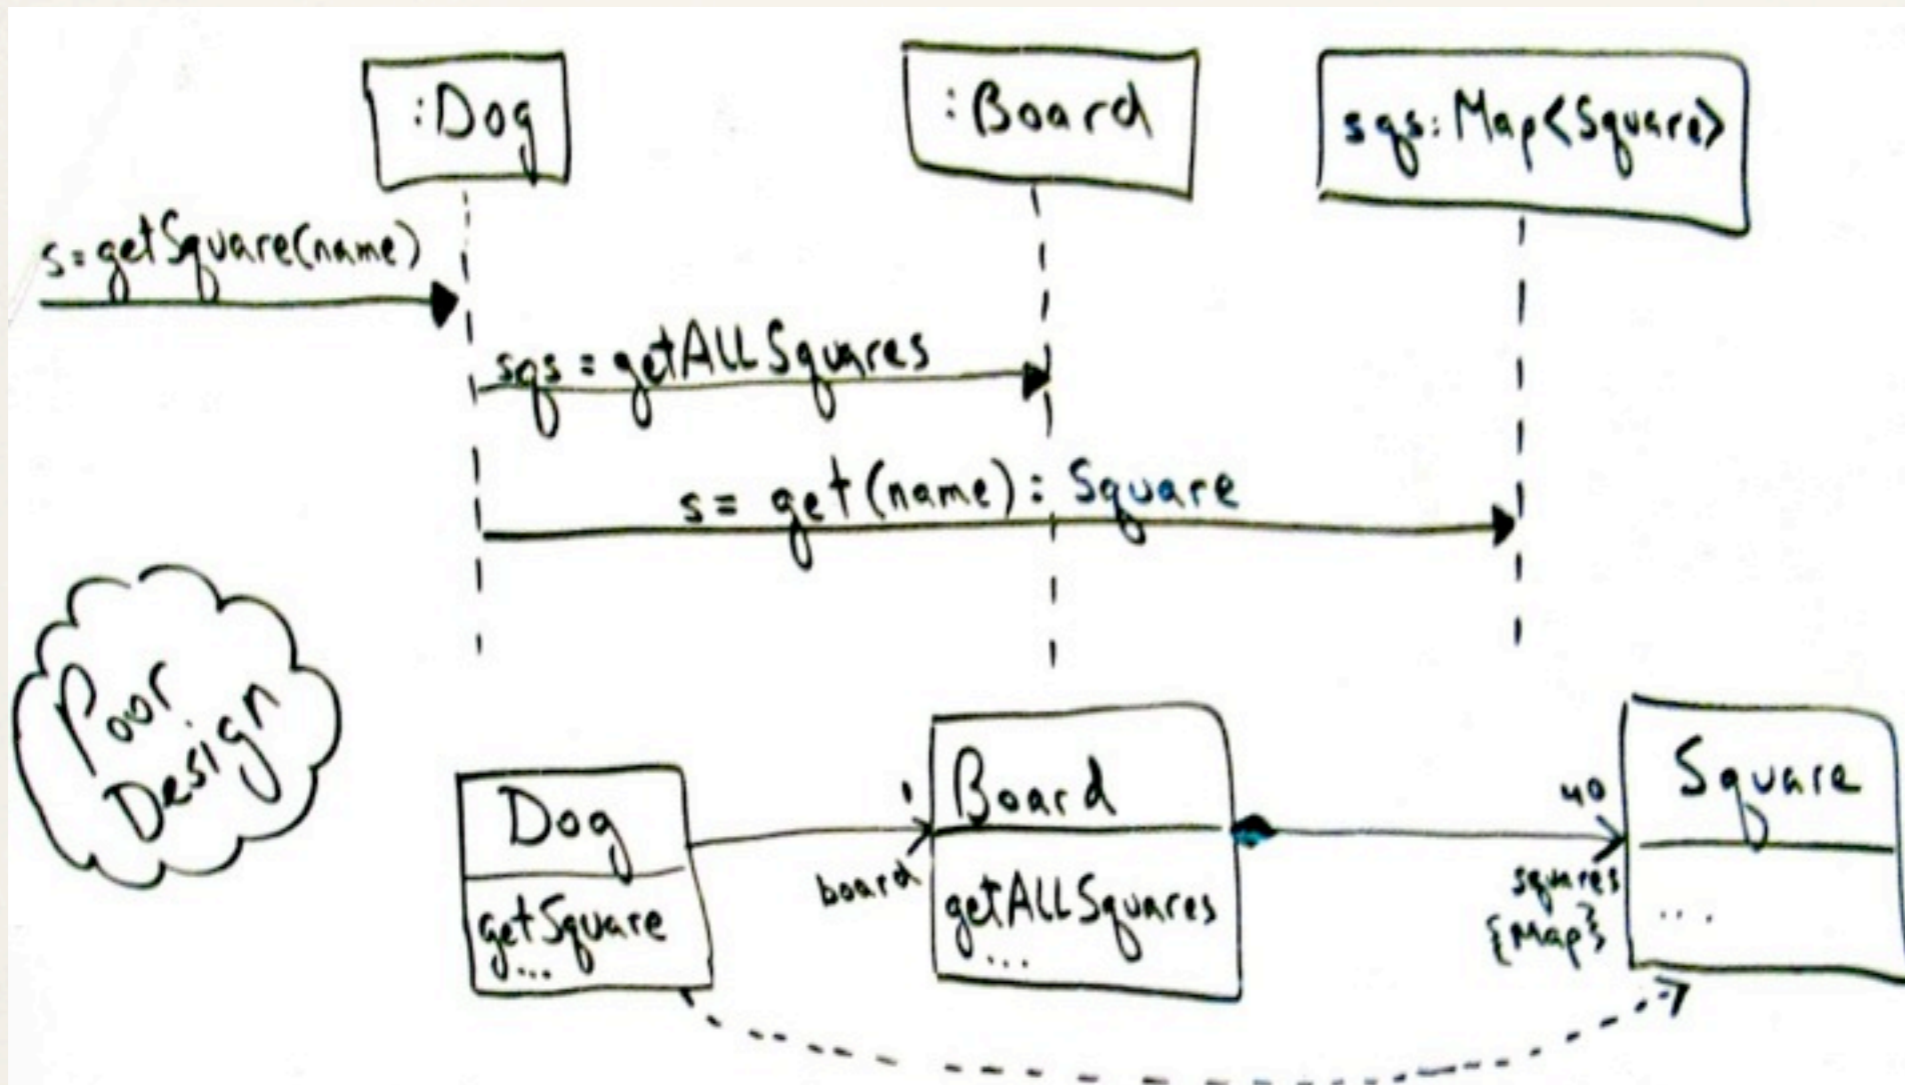 :Dog
:Board
sqs:Map<Square>
s=getSquare(name)
sqs = getAllSquares
s= get(name): Square
Poor
Design
Dog
getSquare
...
1
board
Board
getAllSquares
...
40
squares
{Map}
Square
...